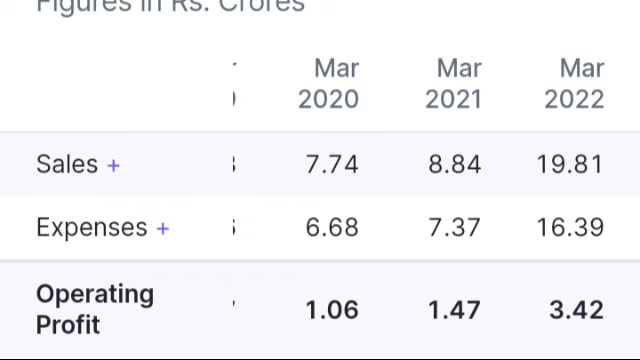 Figures in Rs. Crores
Mar Mar Mar
2020 2021 2022
Sales + 7.74 8.84 19.81
Expenses + 6.68 7.37 16.39
Operating
Profit 1.06 1.47 3.42